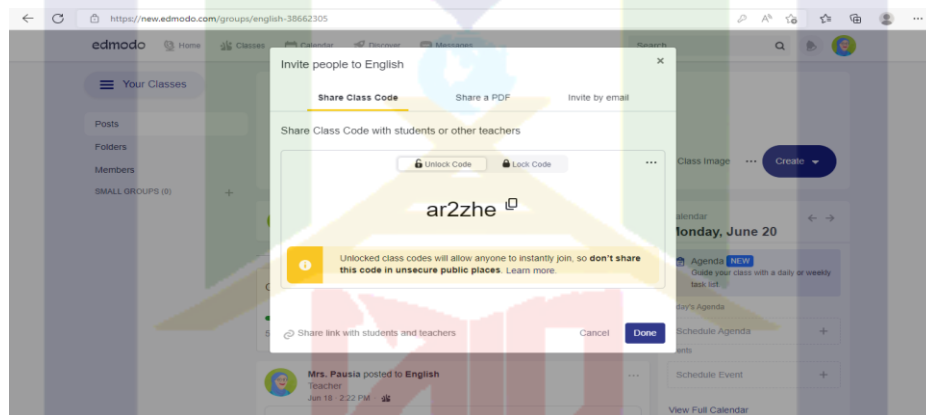 https://new.edmodo.com/groups/english-38662305
edmodo Home Classes Calendar Discover Messages Search
Invite people to English
Your Classes
Share Class Code Share a PDF Invite by email
Posts
Share Class Code with students or other teachers
Folders
Unlock Code Lock Code
Class Image Create
Members
SMALL GROUPS (0)
ar2zhe
Monday, June 20
Unlocked class codes will allow anyone to instantly join, so don't share
this code in unsecure public places. Learn more.
Agenda NEW
Guide your class with a daily or weekly
task list
Share link with students and teachers Cancel Done
Schedule Agenda
Schedule Event
Mrs. Pausia posted to English
Teacher
Jun 18 · 2:22 PM
View Full Calendar